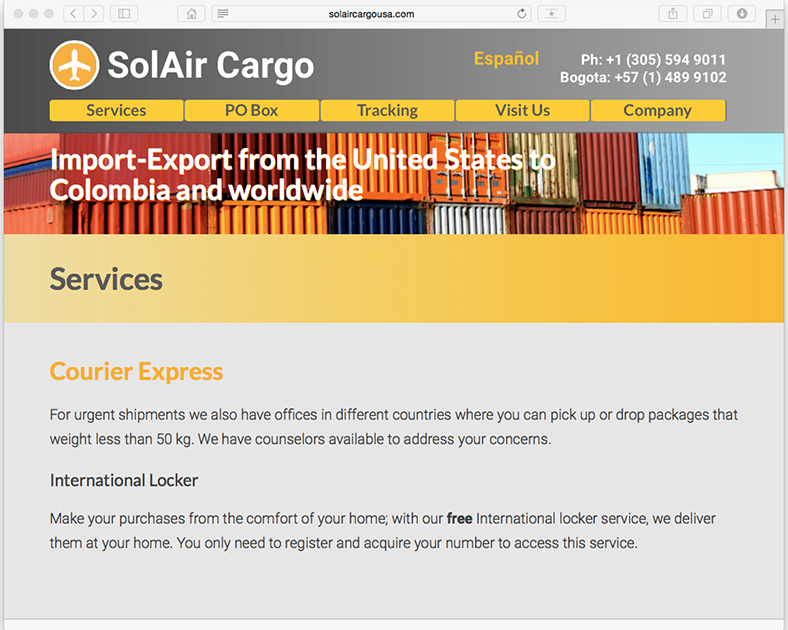 solaircargousa.com
SolAir Cargo
Español
Ph: +1 (305) 594 9011
Bogota: +57 (1) 489 9102
Services
PO Box
Tracking
Visit Us
Company
Import-Export from the United States to
Colombia and worldwide
Services
Courier Express
For urgent shipments we also have offices in different countries where you can pick up or drop packages that
weight less than 50 kg. We have counselors available to address your concerns.
International Locker
Make your purchases from the comfort of your home; with our free International locker service, we deliver
them at your home. You only need to register and acquire your number to access this service.